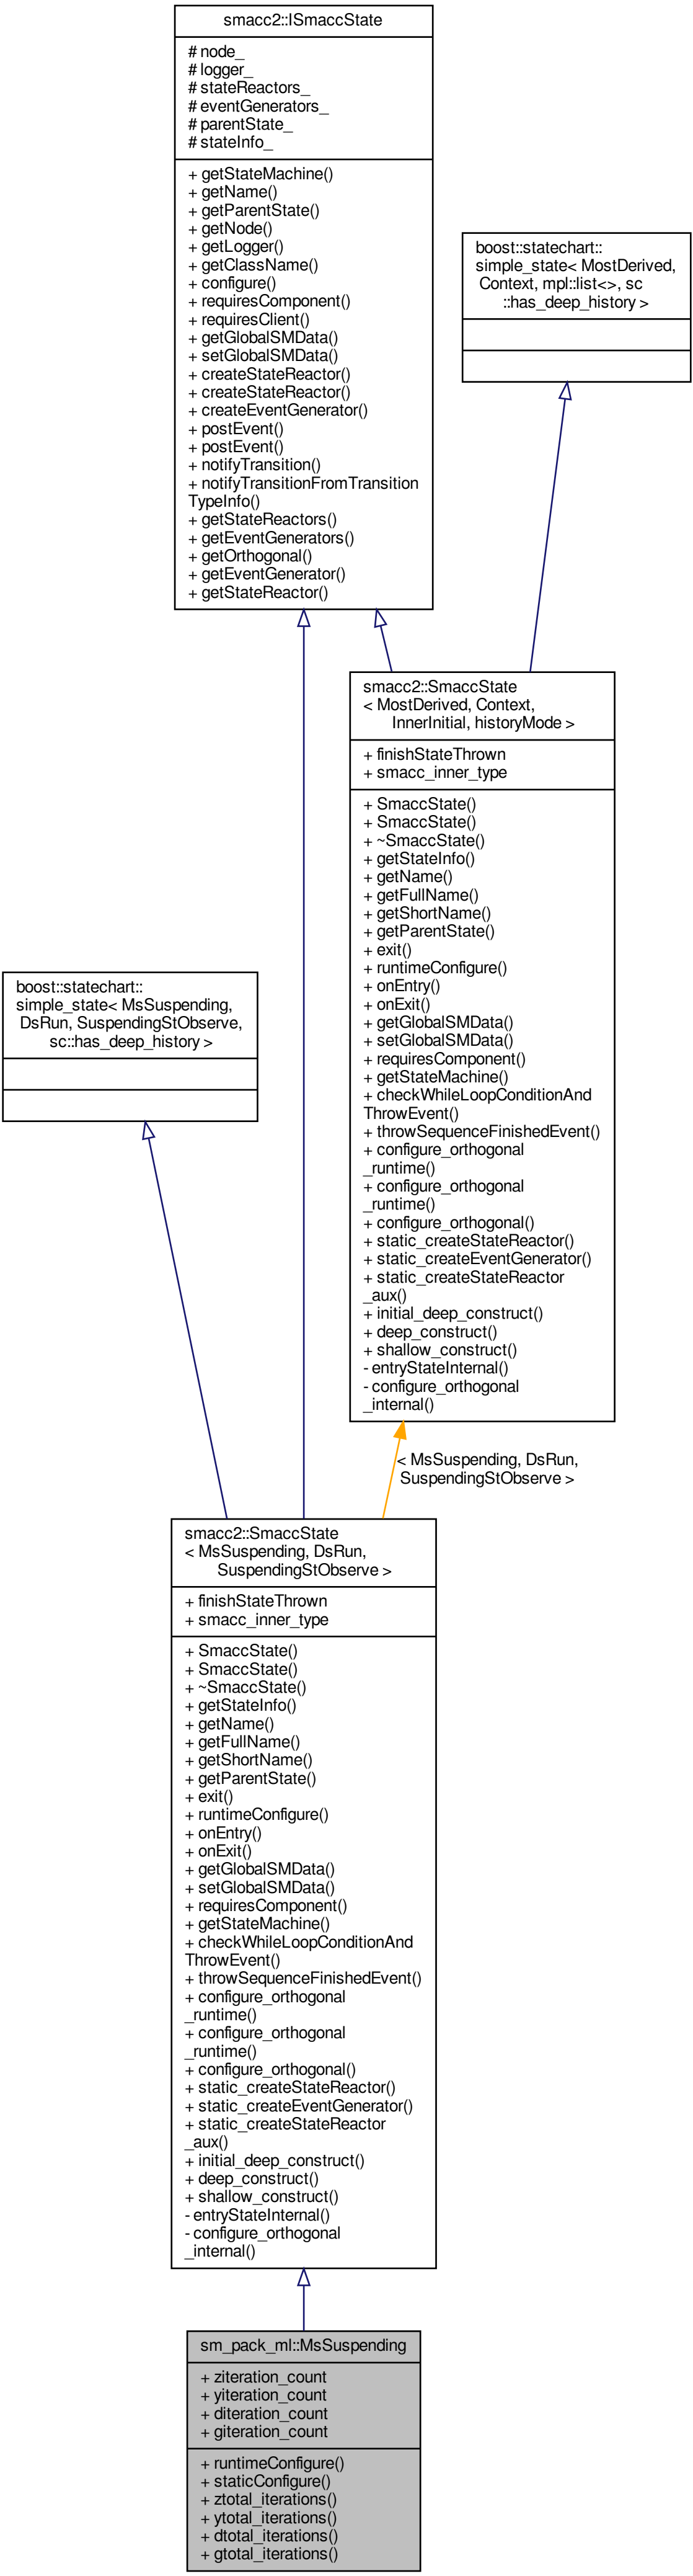 smacc2::ISmaccState
# node_
# logger_
# stateReactors_
# eventGenerators_
# parentState_
# stateInfo_
+ getStateMachine()
+ getName()
+ getParentState()
+ getNode()
+ getLogger()
+ getClassName()
+ configure()
+ requiresComponent()
+ requiresClient()
+ getGlobalSMData()
+ setGlobalSMData()
+ createStateReactor()
+ createStateReactor()
+ createEventGenerator()
+ postEvent()
+ postEvent()
+ notifyTransition()
+ notifyTransitionFromTransition
TypeInfo()
+ getStateReactors()
+ getEventGenerators()
+ getOrthogonal()
+ getEventGenerator()
+ getStateReactor()
boost::statechart::
simple_state< MostDerived,
Context, mpl::list<>, sc
::has_deep_history >
smacc2::SmaccState
< MostDerived, Context,
InnerInitial, historyMode >
+ finishStateThrown
+ smacc_inner_type
+ SmaccState()
+ SmaccState()
+ ~SmaccState()
+ getStateInfo()
+ getName()
+ getFullName()
+ getShortName()
+ getParentState()
+ exit()
+ runtimeConfigure()
+ onEntry()
+ onExit()
+ getGlobalSMData()
+ setGlobalSMData()
+ requiresComponent()
+ getStateMachine()
+ checkWhileLoopConditionAnd
ThrowEvent()
+ throwSequenceFinishedEvent()
+ configure_orthogonal
_runtime()
+ configure_orthogonal
_runtime()
+ configure_orthogonal()
+ static_createStateReactor()
+ static_createEventGenerator()
+ static_createStateReactor
_aux()
+ initial_deep_construct()
+ deep_construct()
+ shallow_construct()
- entryStateInternal()
- configure_orthogonal
_internal()
boost::statechart::
simple_state< MsSuspending,
DsRun, SuspendingStObserve,
sc::has_deep_history >
< MsSuspending, DsRun,
SuspendingStObserve >
smacc2::SmaccState
< MsSuspending, DsRun,
SuspendingStObserve >
+ finishStateThrown
+ smacc_inner_type
+ SmaccState()
+ SmaccState()
+ ~SmaccState()
+ getStateInfo()
+ getName()
+ getFullName()
+ getShortName()
+ getParentState()
+ exit()
+ runtimeConfigure()
+ onEntry()
+ onExit()
+ getGlobalSMData()
+ setGlobalSMData()
+ requiresComponent()
+ getStateMachine()
+ checkWhileLoopConditionAnd
ThrowEvent()
+ throwSequenceFinishedEvent()
+ configure_orthogonal
_runtime()
+ configure_orthogonal
_runtime()
+ configure_orthogonal()
+ static_createStateReactor()
+ static_createEventGenerator()
+ static_createStateReactor
_aux()
+ initial_deep_construct()
+ deep_construct()
+ shallow_construct()
- entryStateInternal()
- configure_orthogonal
_internal()
sm_pack_ml::MsSuspending
+ ziteration_count
+ yiteration_count
+ diteration_count
+ giteration_count
+ runtimeConfigure()
+ staticConfigure()
+ ztotal_iterations()
+ ytotal_iterations()
+ dtotal_iterations()
+ gtotal_iterations()